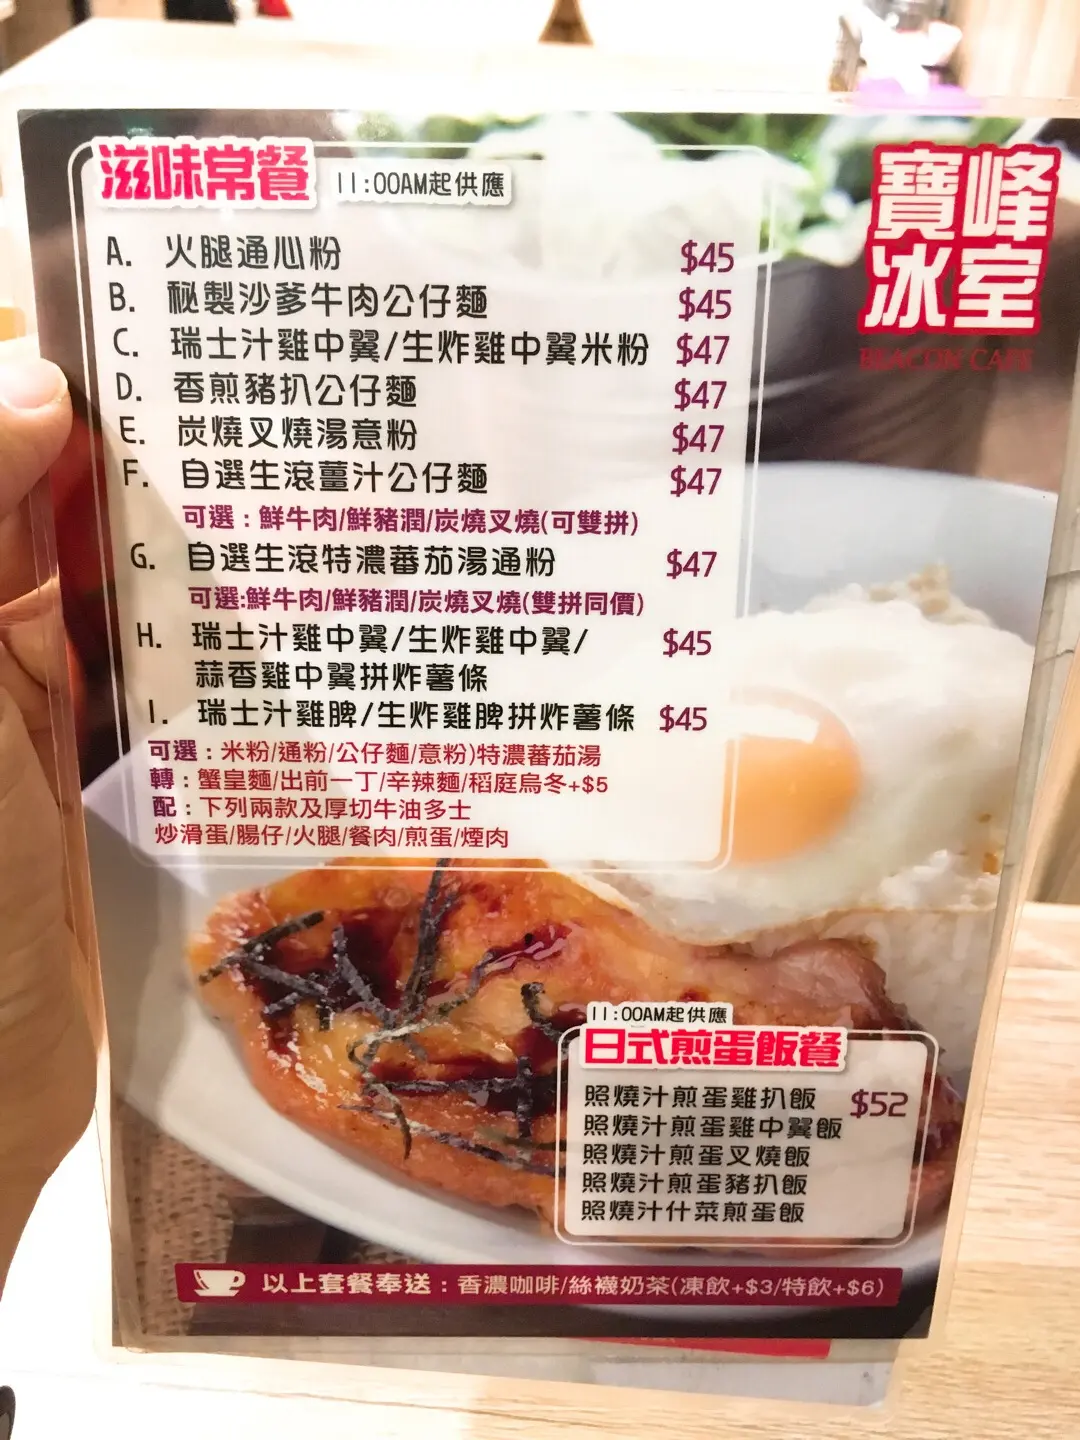 滋味常餐 11:00AM起供應
寶峰
冰室
BEACON CAFE
A. 火腿通心粉 $45
B. 秘製沙爹牛肉公仔麵 $45
C. 瑞士汁雞中翼/生炸雞中翼米粉 $47
D. 香煎豬扒公仔麵 $47
E. 炭燒叉燒湯意粉 $47
F. 自選生滾薑汁公仔麵 $47
可選：鮮牛肉/鮮豬潤/炭燒叉燒(可雙拼)
G. 自選生滾特濃蕃茄湯通粉 $47
可選:鮮牛肉/鮮豬潤/炭燒叉燒(雙拼同價)
H. 瑞士汁雞中翼/生炸雞中翼/ $45
蒜香雞中翼拼炸薯條
I. 瑞士汁雞脾/生炸雞脾拼炸薯條 $45
可選：米粉/通粉/公仔麵/意粉)特濃蕃茄湯
轉：蟹皇麵/出前一丁/辛辣麵/稻庭烏冬+$5
配：下列兩款及厚切牛油多士
炒滑蛋/腸仔/火腿/餐肉/煎蛋/煙肉
11:00AM起供應
日式煎蛋飯餐
照燒汁煎蛋雞扒飯 $52
照燒汁煎蛋雞中翼飯
照燒汁煎蛋叉燒飯
照燒汁煎蛋豬扒飯
照燒汁什菜煎蛋飯
以上套餐奉送：香濃咖啡/絲襪奶茶(凍飲+$3/特飲+$6)